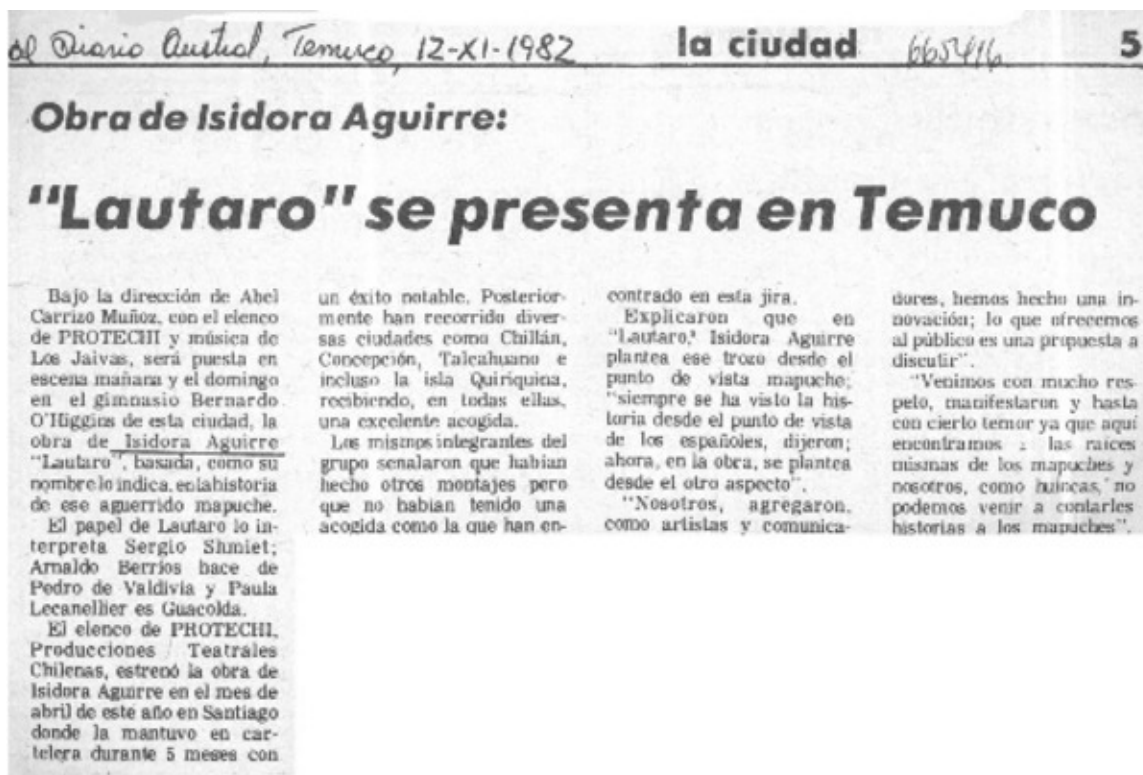 el Diario Austral, Temuco, 12-XI-1982
la ciudad
665416
5
Obra de Isidora Aguirre:
"Lautaro" se presenta en Temuco
Bajo la dirección de Abel
Carrizo Muñoz, con el elenco
de PROTECHI y música de
Los Jaivas, será puesta en
escena mañana y el domingo
en el gimnasio Bernardo
O'Higgins de esta ciudad, la
obra de Isidora Aguirre
"Lautaro", basada, como su
nombre lo indica, en la historia
de ese aguerrido mapuche.
El papel de Lautaro lo in-
terpreta Sergio Shmiet;
Arnaldo Berríos hace de
Pedro de Valdivia y Paula
Lecanellier es Guacolda.
El elenco de PROTECHI,
Producciones Teatrales
Chilenas, estrenó la obra de
Isidora Aguirre en el mes de
abril de este año en Santiago
donde la mantuvo en car-
telera durante 5 meses con
un éxito notable. Posterior-
mente han recorrido diver-
sas ciudades como Chillán,
Concepción, Talcahuano e
incluso la isla Quiriquina,
recibiendo, en todas ellas,
una excelente acogida.
Los mismos integrantes del
grupo senalaron que habían
hecho otros montajes pero
que no habían tenido una
acogida como la que han en-
contrado en esta jira.
Explicaron que en
"Lautaro," Isidora Aguirre
plantea ese trozo desde el
punto de vista mapuche;
"siempre se ha visto la his-
toria desde el punto de vista
de los españoles, dijeron;
ahora, en la obra, se plantea
desde el otro aspecto".
"Nosotros, agregaron,
como artistas y comunica-
dores, hemos hecho una in-
novación; lo que ofrecemos
al público es una propuesta a
discutir".
"Venimos con mucho res-
peto, manifestaron y hasta
con cierto temor ya que aquí
encontramos a las raíces
mismas de los mapuches y
nosotros, como huincas, no
podemos venir a contarles
historias a los mapuches".